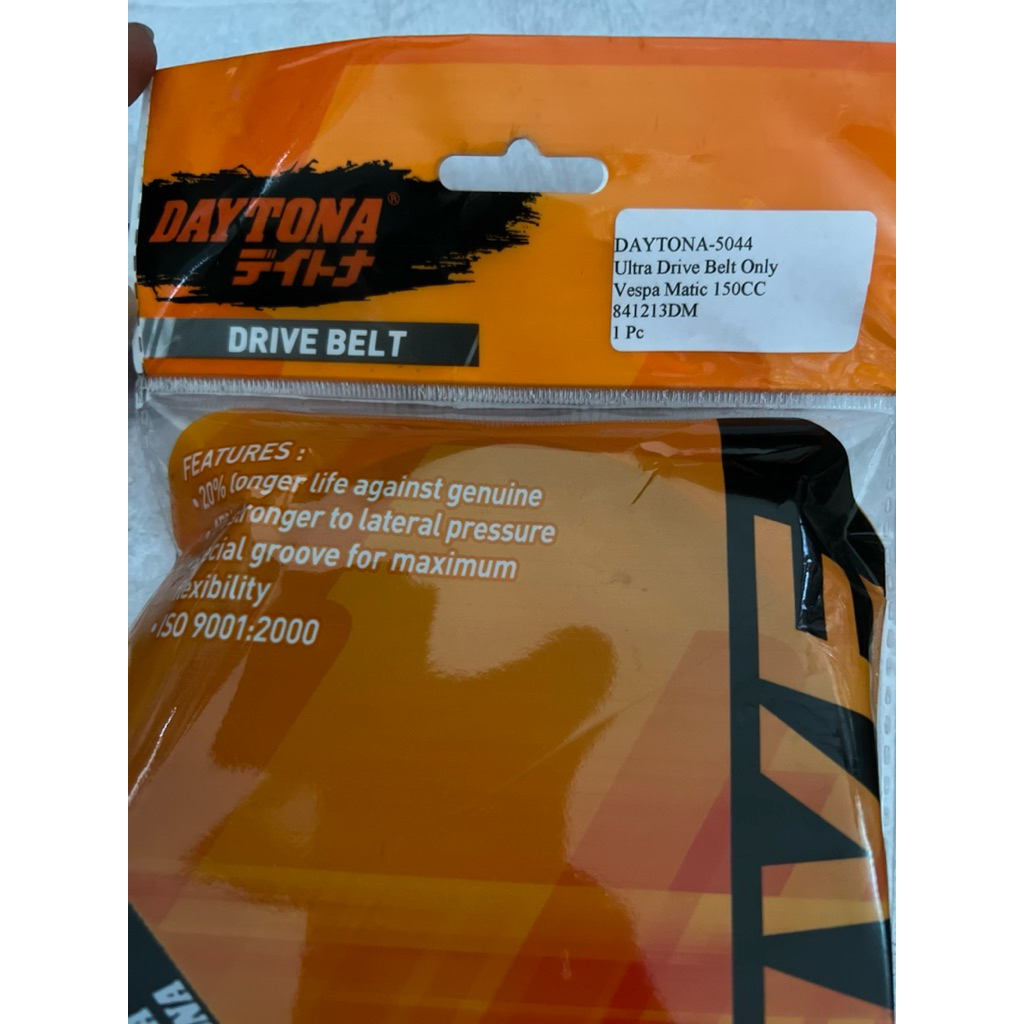 DAYTONA®
デイトナ
DRIVE BELT
DAYTONA-5044
Ultra Drive Belt Only
Vespa Matic 150CC
841213DM
1 Pc
FEATURES :
•20% longer life against genuine
to lateral pressure
groove for maximum
•ISO 9001:2000